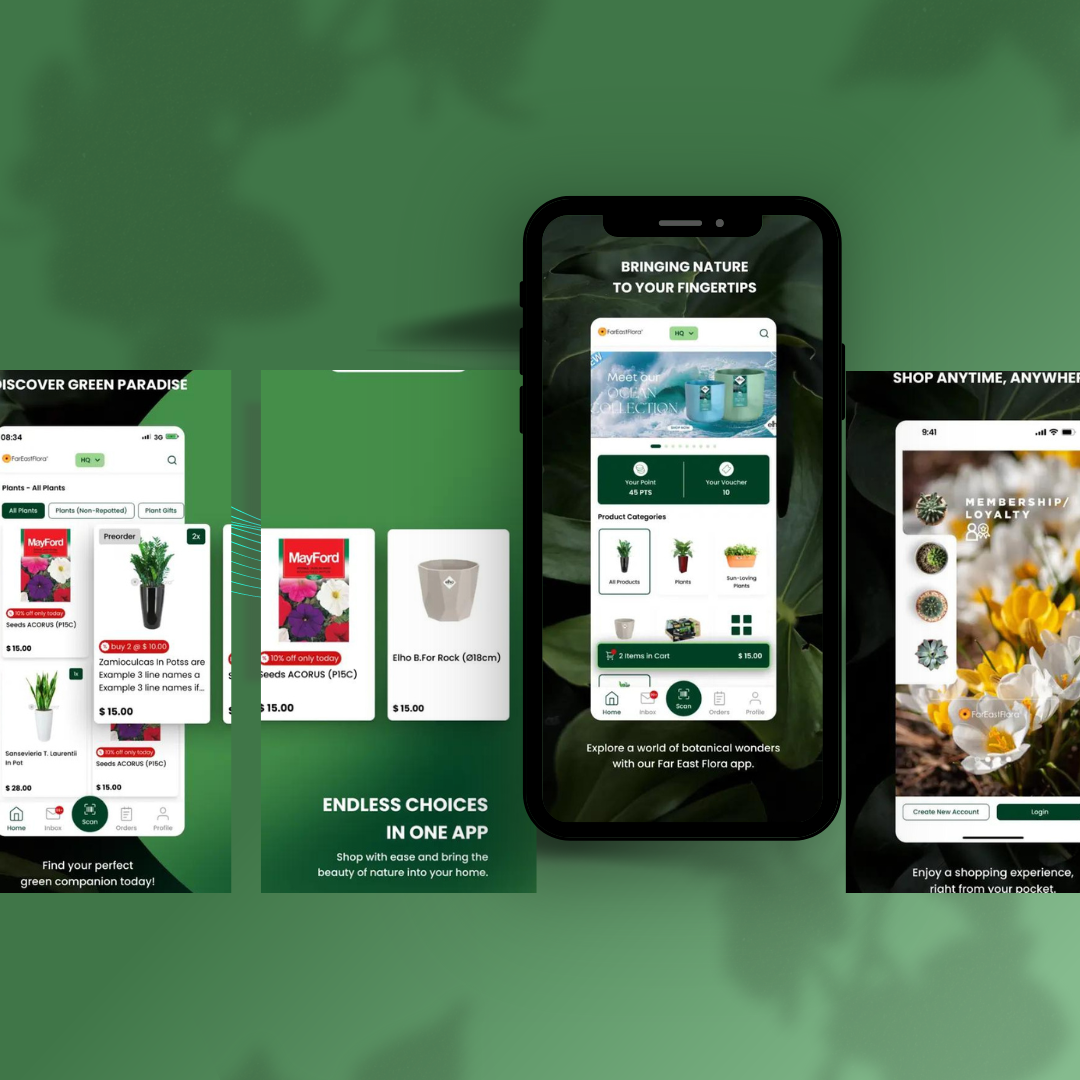 DISCOVER GREEN PARADISE
08:34
3G
FarEastFlora
HQ
Plants - All Plants
All Plants
Plants (Non-Repotted)
Plant Gifts
MayFord
10% off only today
Seeds ACORUS (P15C)
$ 15.00
Preorder
2x
buy 2 @ $ 10.00
Zamioculcas In Potss are
Example 3 line names a
Example 3 line names if...
$ 15.00
1x
Sansevieria T. Laurentii
In Pot
$ 28.00
10% off only today
Seeds ACORUS (P15C)
$ 15.00
Home
Inbox
Scan
Orders
Profile
Find your perfect
green companion today!
MayFord
10% off only today
Seeds ACORUS (P15C)
$ 15.00
elho
Elho B.For Rock (Ø18cm)
$ 15.00
ENDLESS CHOICES
IN ONE APP
Shop with ease and bring the
beauty of nature into your home.
BRINGING NATURE
TO YOUR FINGERTIPS
FarEastFlora
HQ
NEW
Meet our
OCEAN
COLLECTION
SHOP NOW
elh
Your Point
45 PTS
Your Voucher
10
Product Categories
All Products
Plants
Sun-Loving
Plants
2 Items in Cart
$ 15.00
Home
Inbox
Scan
Orders
Profile
Explore a world of botanical wonders
with our Far East Flora app.
SHOP ANYTIME, ANYWHER
9:41
MEMBERSHIP/
LOYALTY
FarEastFlora
Create New Account
Login
Enjoy a shopping experience,
right from your pocket.